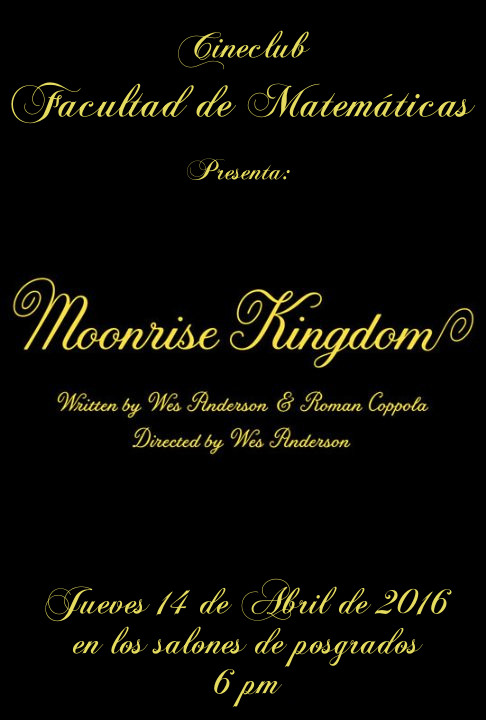 Cineclub
Facultad de Matemáticas
Presenta:
Moonrise Kingdom
Written by Wes Anderson & Roman Coppola
Directed by Wes Anderson
Jueves 14 de Abril de 2016
en los salones de posgrados
6 pm